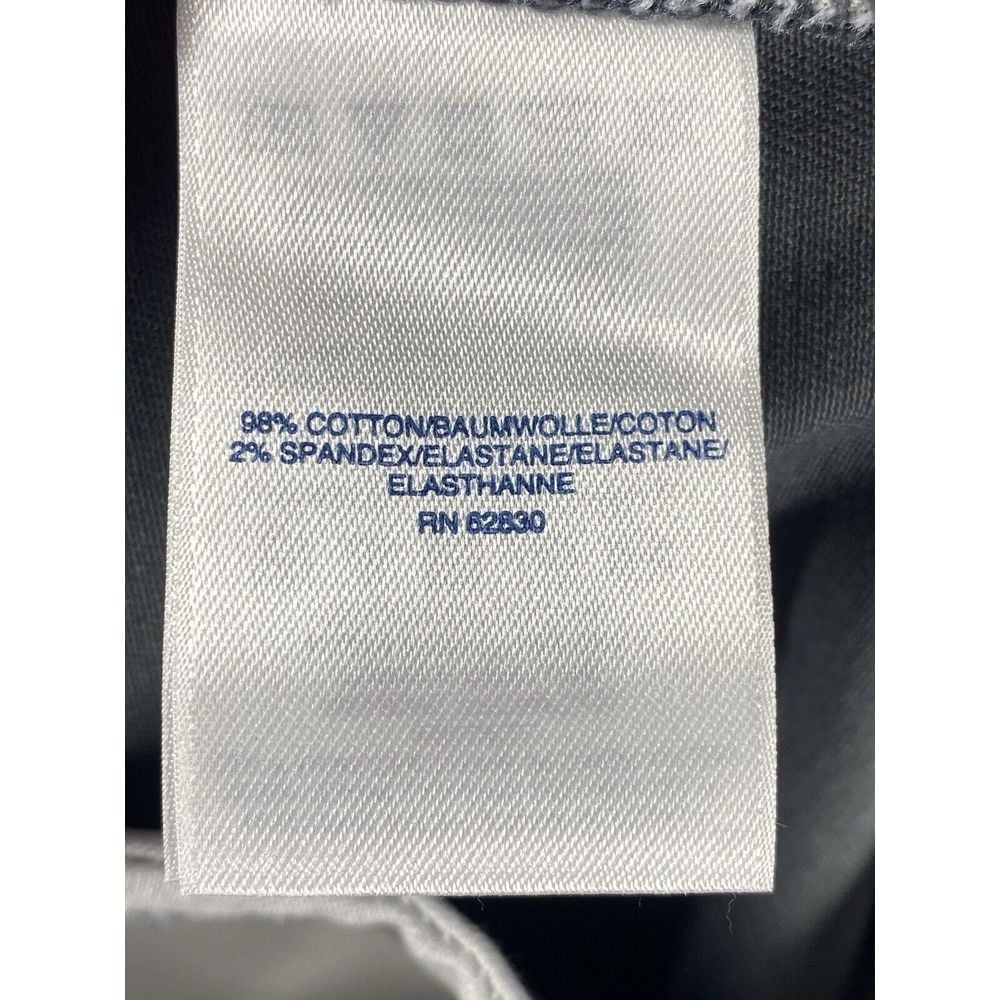 98% COTTON/BAUMWOLLE/COTON
2% SPANDEX/ELASTANE/ELASTANE/
ELASTHANNE
RN 62830